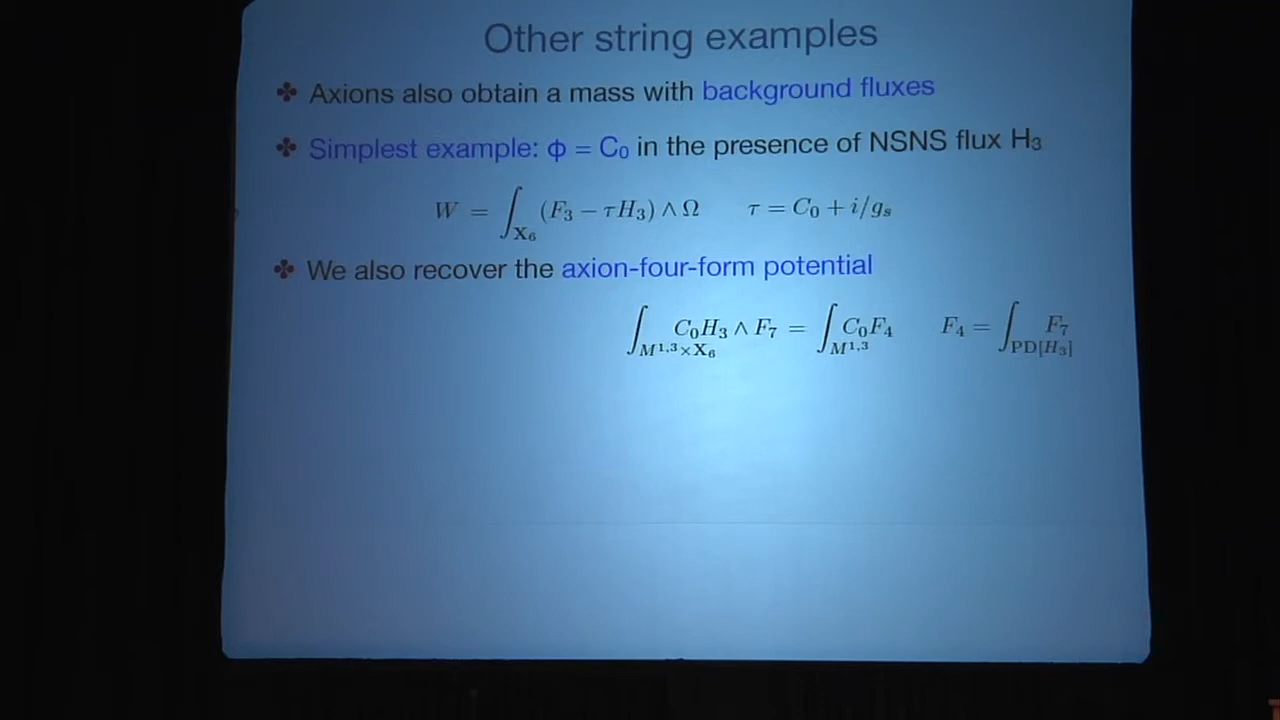 Other string examples
✤ Axions also obtain a mass with background fluxes
✤ Simplest example: ϕ = C₀ in the presence of NSNS flux H₃
W = ∫_{X₆} (F₃ − τH₃) ∧ Ω τ = C₀ + i/gₛ
✤ We also recover the axion-four-form potential
∫_{M^{1,3}×X₆} C₀H₃ ∧ F₇ = ∫_{M^{1,3}} C₀F₄ F₄ = ∫_{PD[H₃]} F₇